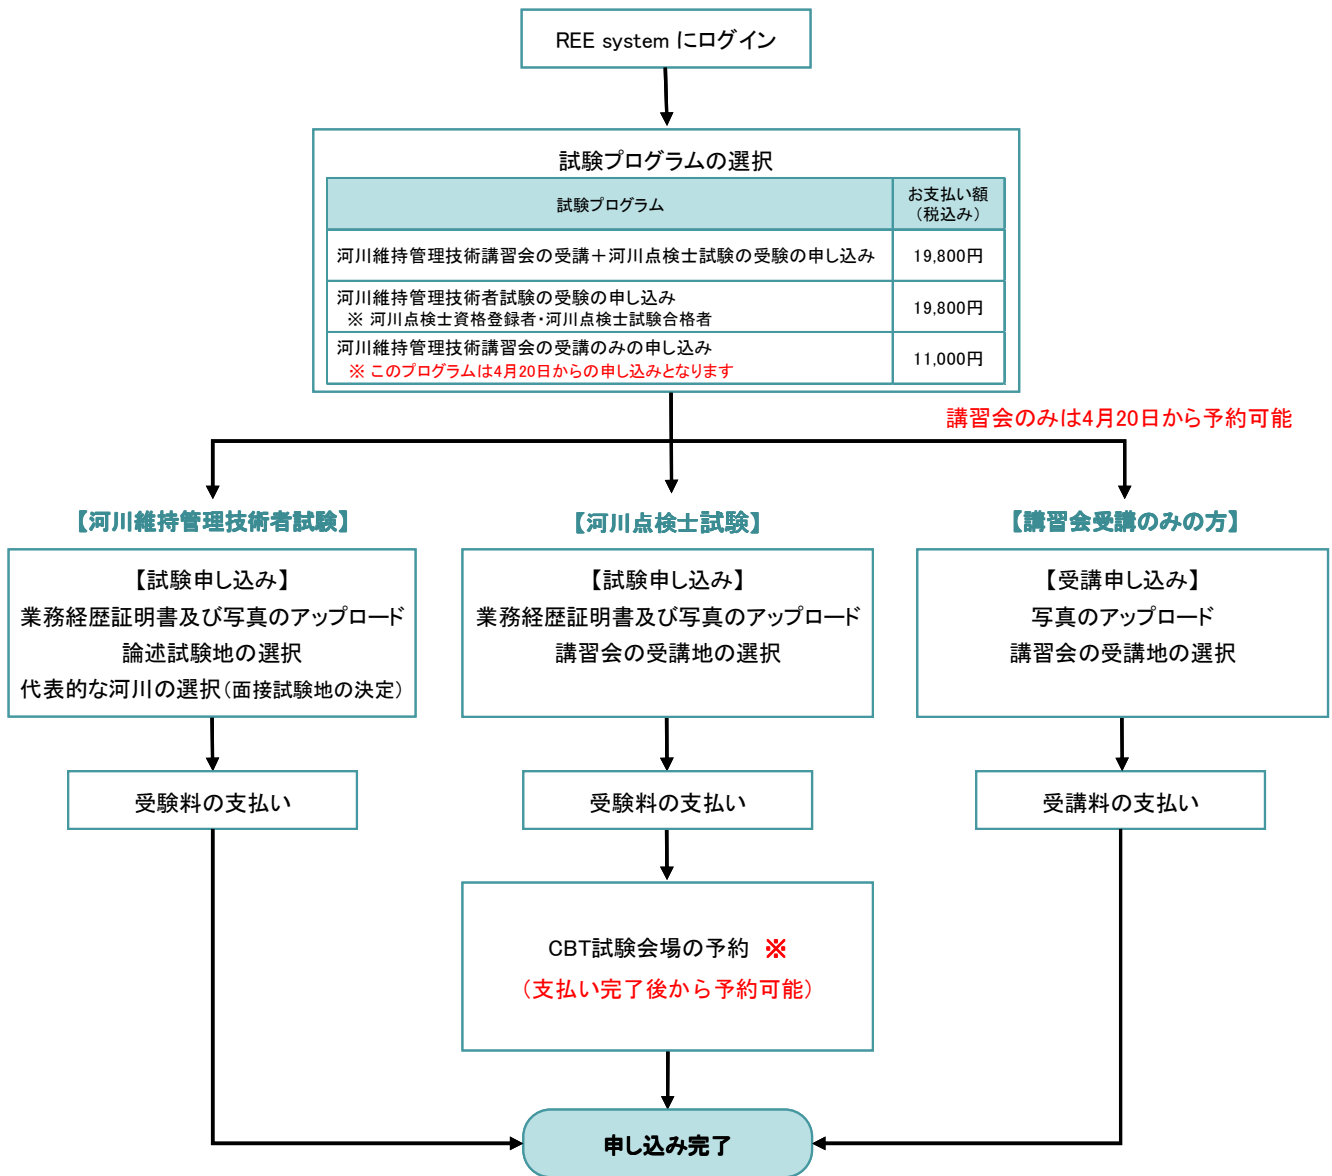 REE system にログイン
試験プログラムの選択
試験プログラム
お支払い額
（税込み）
河川維持管理技術講習会の受講＋河川点検士試験の受験の申し込み
19,800円
河川維持管理技術者試験の受験の申し込み
※ 河川点検士資格登録者・河川点検士試験合格者
19,800円
河川維持管理技術講習会の受講のみの申し込み
※ このプログラムは4月20日からの申し込みとなります
11,000円
講習会のみは4月20日から予約可能
【河川維持管理技術者試験】
【試験申し込み】
業務経歴証明書及び写真のアップロード
論述試験地の選択
代表的な河川の選択（面接試験地の決定）
受験料の支払い
【河川点検士試験】
【試験申し込み】
業務経歴証明書及び写真のアップロード
講習会の受講地の選択
受験料の支払い
CBT試験会場の予約 ※
（支払い完了後から予約可能）
【講習会受講のみの方】
【受講申し込み】
写真のアップロード
講習会の受講地の選択
受講料の支払い
申し込み完了